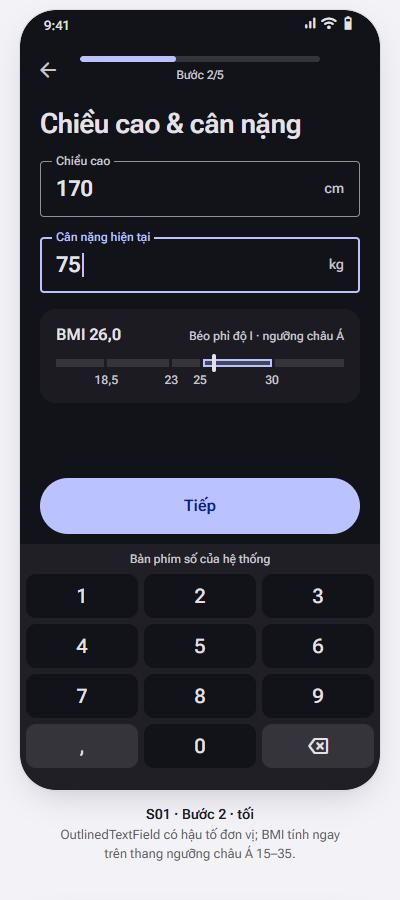 9:41
Bước 2/5
Chiều cao & cân nặng
Chiều cao
170 cm
Cân nặng hiện tại
75 kg
BMI 26,0 Béo phì độ I · ngưỡng châu Á
18,5 23 25 30
Tiếp
Bàn phím số của hệ thống
1 2 3
4 5 6
7 8 9
, 0
S01 · Bước 2 · tối
OutlinedTextField có hậu tố đơn vị; BMI tính ngay
trên thang ngưỡng châu Á 15–35.